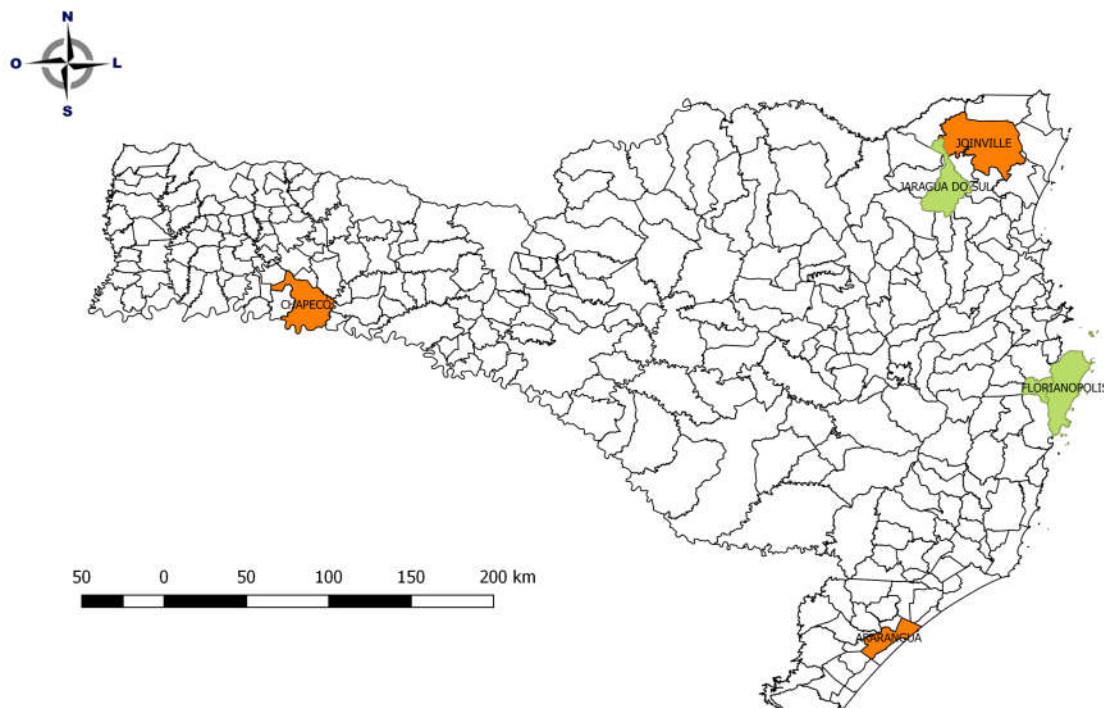 N
O L
S
JOINVILLE
JARAGUA DO SUL
CHAPECO
FLORIANOPOLIS
50 0 50 100 150 200 km
ARARANGUA